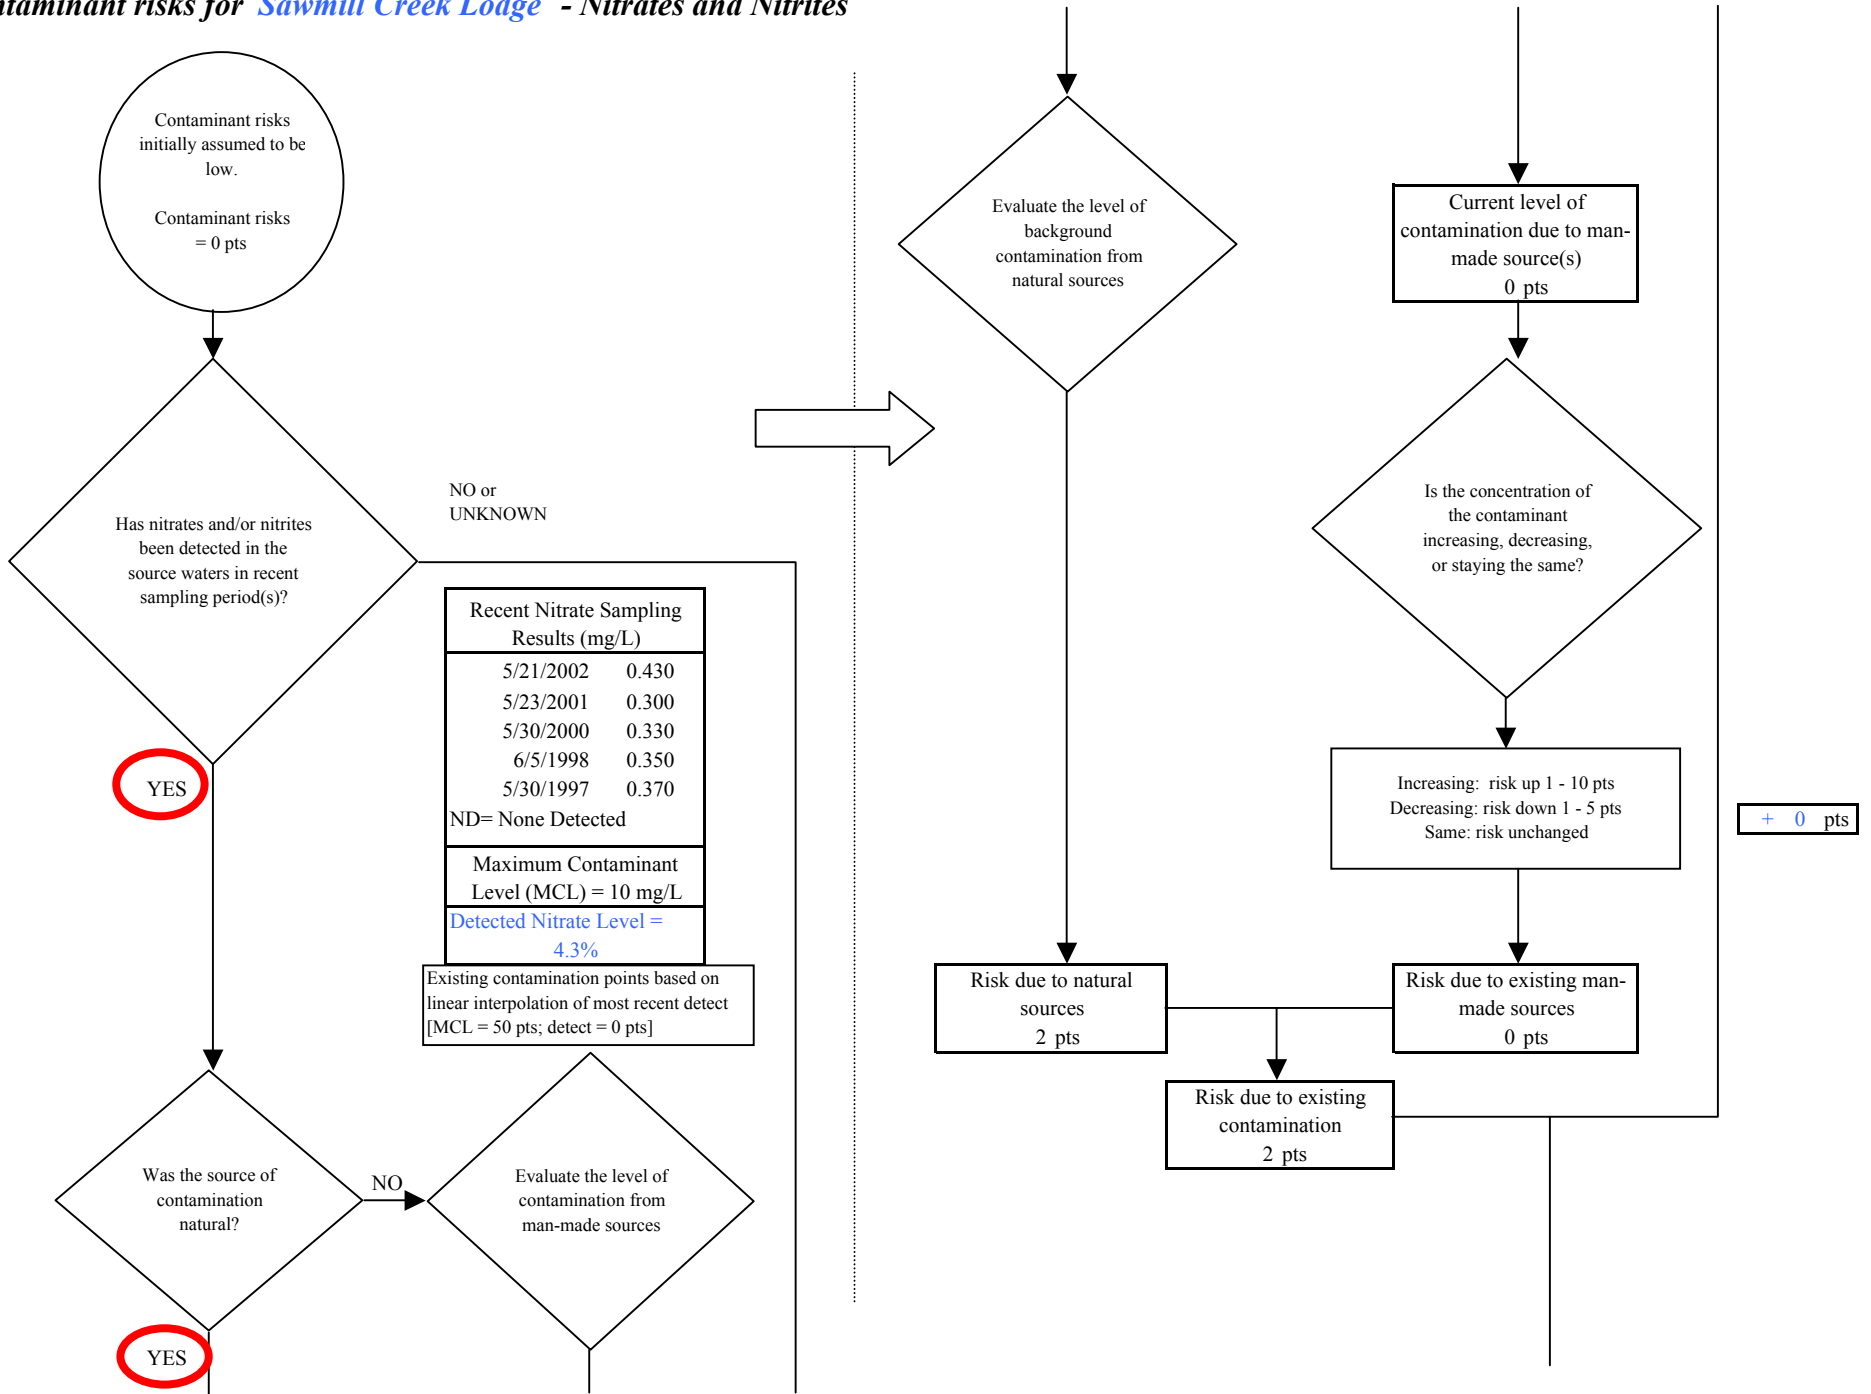 ntaminant risks for Sawmill Creek Lodge - Nitrates and Nitrites
Contaminant risks
initially assumed to be
low.
Contaminant risks
= 0 pts
Has nitrates and/or nitrites
been detected in the
source waters in recent
sampling period(s)?
NO or
UNKNOWN
YES
Recent Nitrate Sampling
Results (mg/L)
5/21/2002 0.430
5/23/2001 0.300
5/30/2000 0.330
6/5/1998 0.350
5/30/1997 0.370
ND= None Detected
Maximum Contaminant
Level (MCL) = 10 mg/L
Detected Nitrate Level =
4.3%
Existing contamination points based on
linear interpolation of most recent detect
[MCL = 50 pts; detect = 0 pts]
Was the source of
contamination
natural?
NO
Evaluate the level of
contamination from
man-made sources
YES
Evaluate the level of
background
contamination from
natural sources
Current level of
contamination due to man-
made source(s)
0 pts
Is the concentration of
the contaminant
increasing, decreasing,
or staying the same?
Increasing: risk up 1 - 10 pts
Decreasing: risk down 1 - 5 pts
Same: risk unchanged
+ 0 pts
Risk due to natural
sources
2 pts
Risk due to existing man-
made sources
0 pts
Risk due to existing
contamination
2 pts